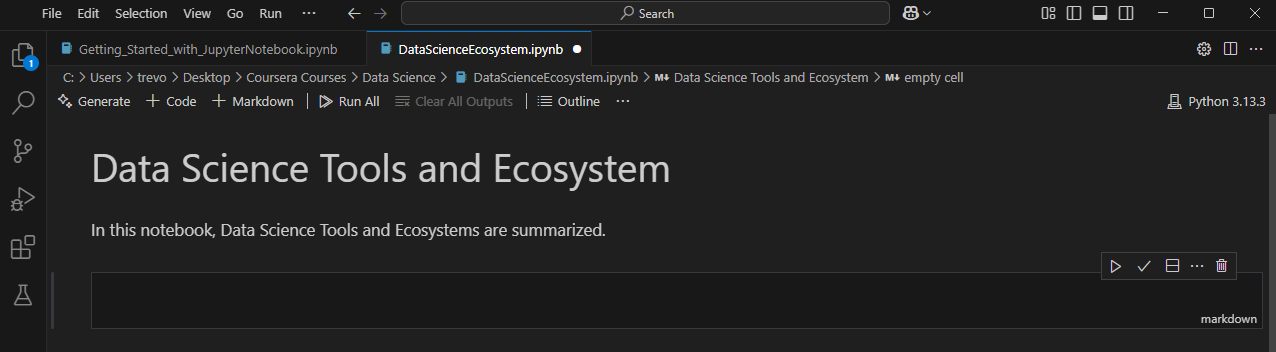 File Edit Selection View Go Run ··· Search
Getting_Started_with_JupyterNotebook.ipynb DataScienceEcosystem.ipynb
1
C: > Users > trevo > Desktop > Coursera Courses > Data Science > DataScienceEcosystem.ipynb > M↓ Data Science Tools and Ecosystem > M↓ empty cell
Generate + Code + Markdown Run All Clear All Outputs Outline ··· Python 3.13.3
Data Science Tools and Ecosystem
In this notebook, Data Science Tools and Ecosystems are summarized.
markdown